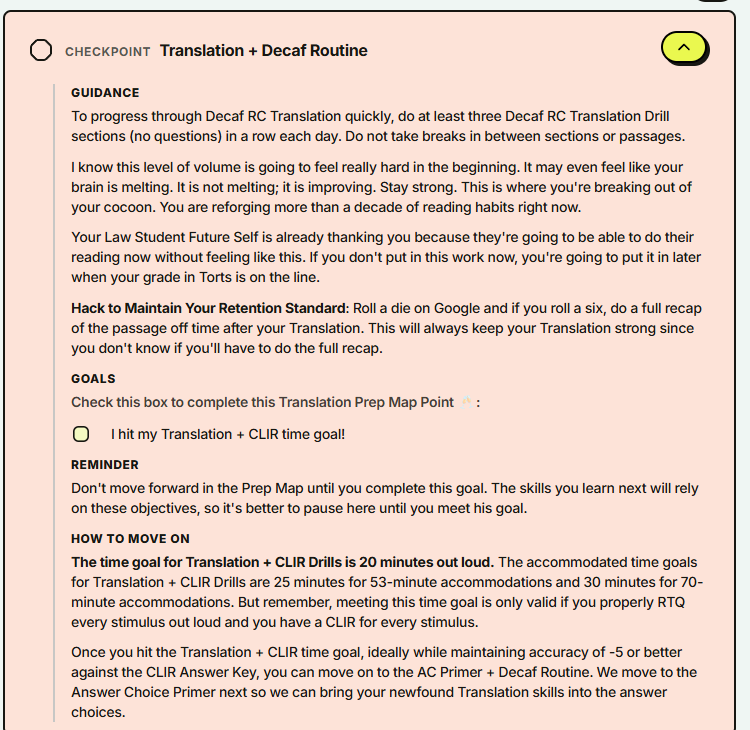 CHECKPOINT Translation + Decaf Routine
GUIDANCE
To progress through Decaf RC Translation quickly, do at least three Decaf RC Translation Drill
sections (no questions) in a row each day. Do not take breaks in between sections or passages.
I know this level of volume is going to feel really hard in the beginning. It may even feel like your
brain is melting. It is not melting; it is improving. Stay strong. This is where you're breaking out of
your cocoon. You are reforging more than a decade of reading habits right now.
Your Law Student Future Self is already thanking you because they're going to be able to do their
reading now without feeling like this. If you don't put in this work now, you're going to put it in later
when your grade in Torts is on the line.
Hack to Maintain Your Retention Standard: Roll a die on Google and if you roll a six, do a full recap
of the passage off time after your Translation. This will always keep your Translation strong since
you don't know if you'll have to do the full recap.
GOALS
Check this box to complete this Translation Prep Map Point :
I hit my Translation + CLIR time goal!
REMINDER
Don't move forward in the Prep Map until you complete this goal. The skills you learn next will rely
on these objectives, so it's better to pause here until you meet his goal.
HOW TO MOVE ON
The time goal for Translation + CLIR Drills is 20 minutes out loud. The accommodated time goals
for Translation + CLIR Drills are 25 minutes for 53-minute accommodations and 30 minutes for 70-
minute accommodations. But remember, meeting this time goal is only valid if you properly RTQ
every stimulus out loud and you have a CLIR for every stimulus.
Once you hit the Translation + CLIR time goal, ideally while maintaining accuracy of -5 or better
against the CLIR Answer Key, you can move on to the AC Primer + Decaf Routine. We move to the
Answer Choice Primer next so we can bring your newfound Translation skills into the answer
choices.